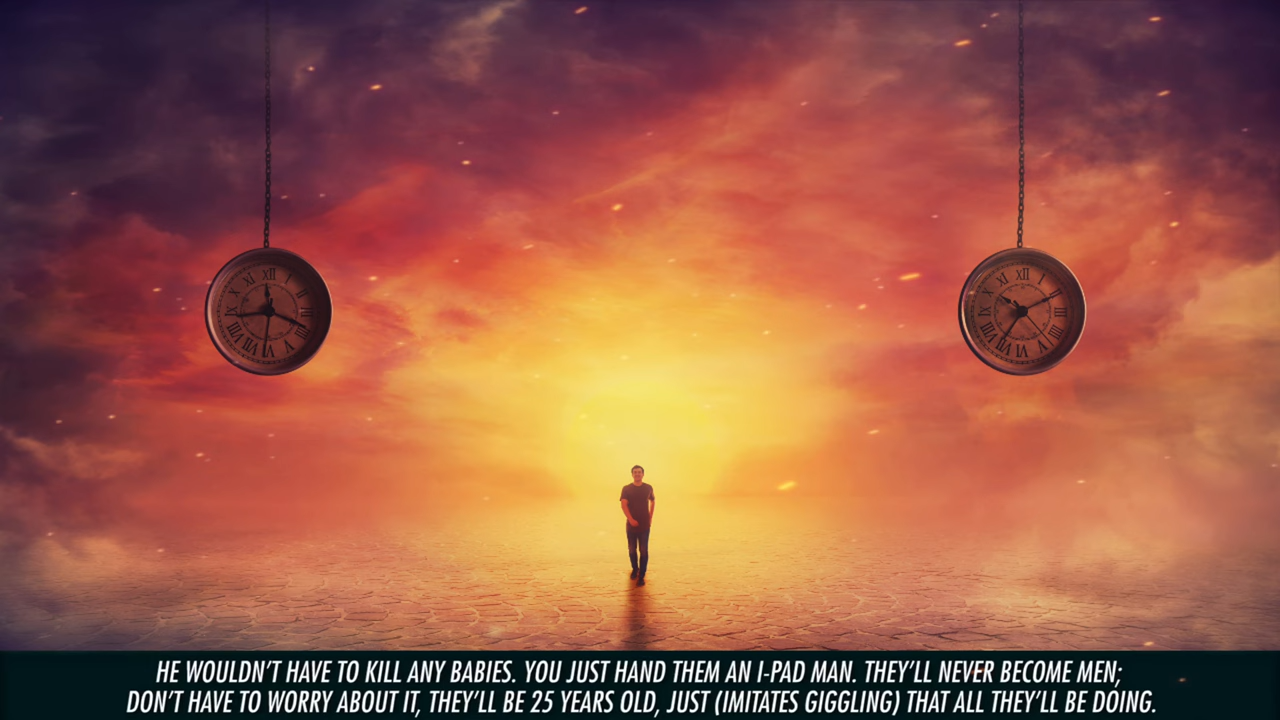 HE WOULDN'T HAVE TO KILL ANY BABIES. YOU JUST HAND THEM AN I-PAD MAN. THEY'LL NEVER BECOME MEN;
DON'T HAVE TO WORRY ABOUT IT, THEY'LL BE 25 YEARS OLD, JUST (IMITATES GIGGLING) THAT ALL THEY'LL BE DOING.